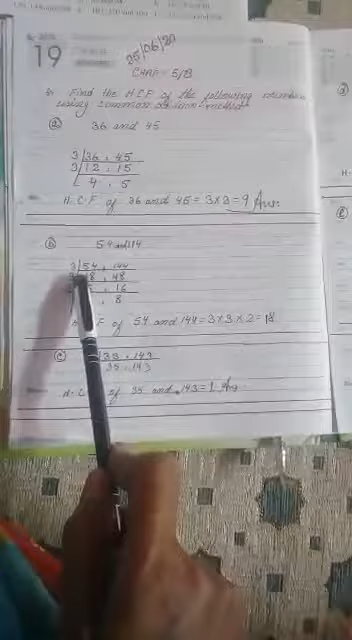 19
25/06/20
CHAP - 5/B
Find the H.C.F of the following numbers
using common division method
(a) 36 and 45
3 | 36 , 45
3 | 12 , 15
4 , 5
H.C.F of 36 and 45 = 3×3 = 9 Ans
(b) 54 and 144
3 | 54 , 144
8 , 48
, 16
, 8
of 54 and 144 = 3×3×2 = 18
(c) 35 , 143
35 , 143
of 35 and 143 = 1 Ans